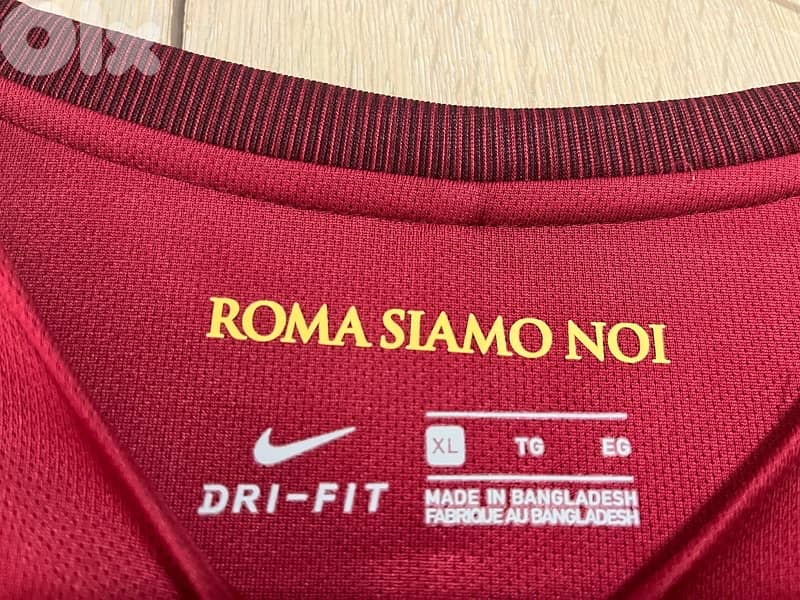 OLX
ROMA SIAMO NOI
DRI-FIT
XL TG EG
MADE IN BANGLADESH
FABRIQUE AU BANGLADESH